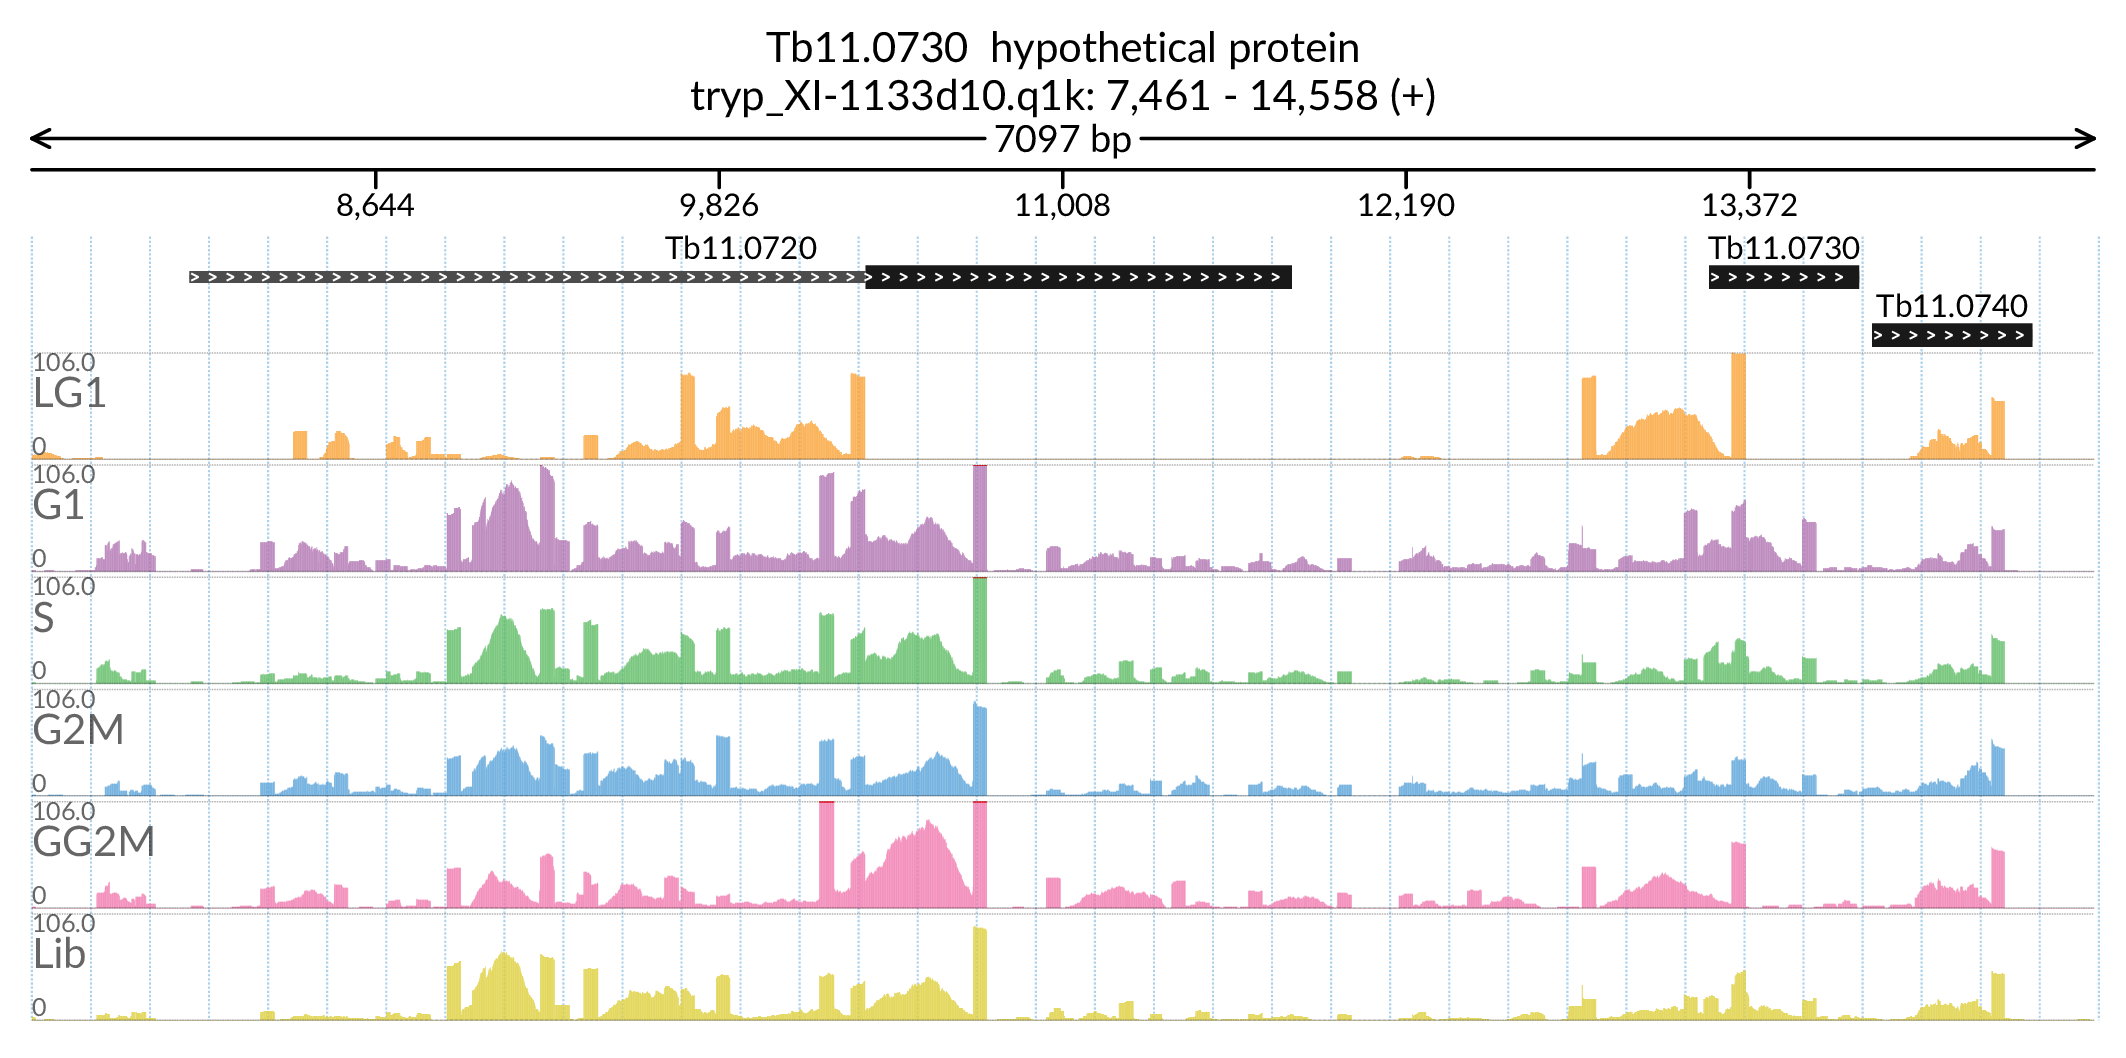 Tb11.0730  hypothetical protein
tryp_XI-1133d10.q1k: 7,461 - 14,558 (+)
7097 bp
8,644 9,826 11,008 12,190 13,372
Tb11.0720 Tb11.0730
Tb11.0740
106.0
LG1
0
106.0
G1
0
106.0
S
0
106.0
G2M
0
106.0
GG2M
0
106.0
Lib
0